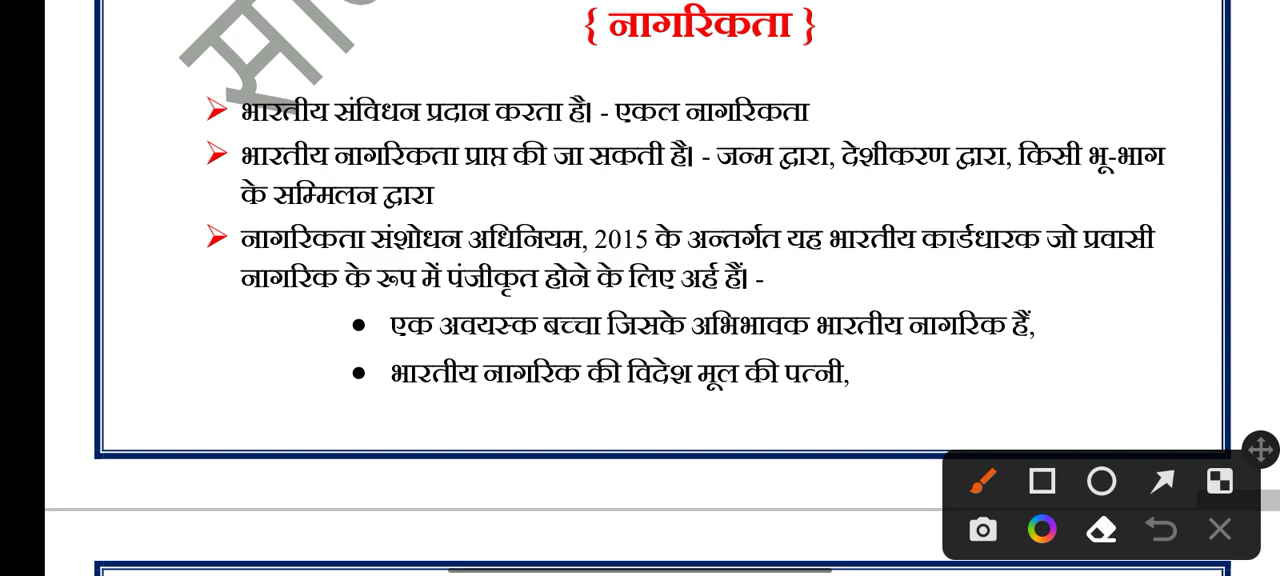 { नागरिकता }
➢ भारतीय संविधन प्रदान करता है। - एकल नागरिकता
➢ भारतीय नागरिकता प्राप्त की जा सकती है। - जन्म द्वारा, देशीकरण द्वारा, किसी भू-भाग
के सम्मिलन द्वारा
➢ नागरिकता संशोधन अधिनियम, 2015 के अन्तर्गत यह भारतीय कार्डधारक जो प्रवासी
नागरिक के रूप में पंजीकृत होने के लिए अर्ह हैं। -
• एक अवयस्क बच्चा जिसके अभिभावक भारतीय नागरिक हैं,
• भारतीय नागरिक की विदेश मूल की पत्नी,